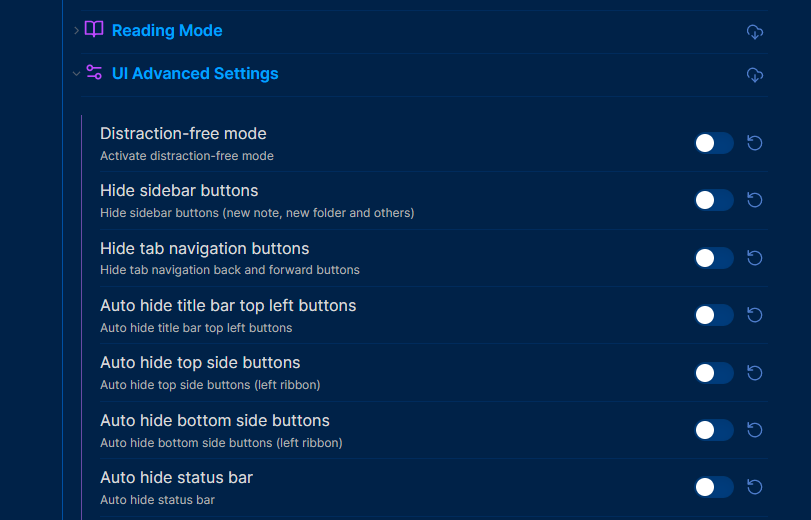 Reading Mode
UI Advanced Settings
Distraction-free mode
Activate distraction-free mode
Hide sidebar buttons
Hide sidebar buttons (new note, new folder and others)
Hide tab navigation buttons
Hide tab navigation back and forward buttons
Auto hide title bar top left buttons
Auto hide title bar top left buttons
Auto hide top side buttons
Auto hide top side buttons (left ribbon)
Auto hide bottom side buttons
Auto hide bottom side buttons (left ribbon)
Auto hide status bar
Auto hide status bar